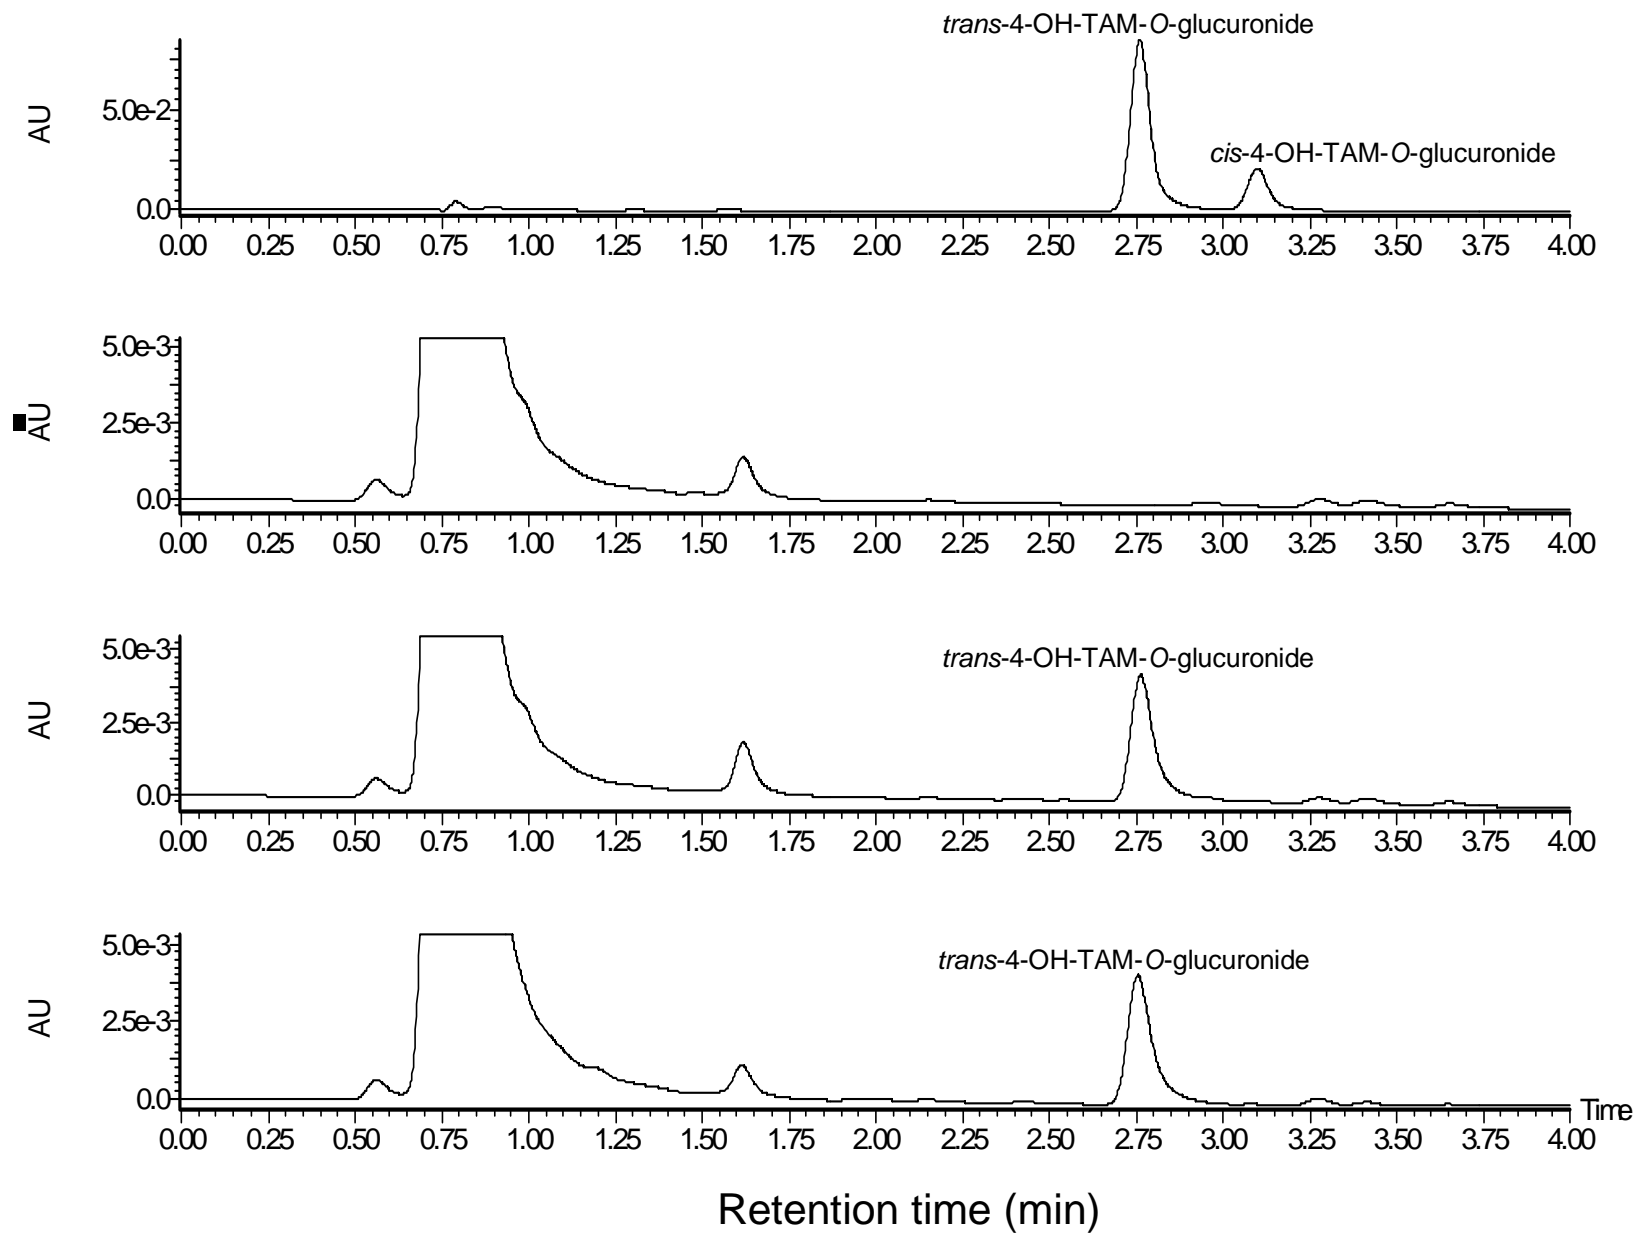 trans-4-OH-TAM-O-glucuronide
cis-4-OH-TAM-O-glucuronide
AU
5.0e-2
0.0
0.00 0.25 0.50 0.75 1.00 1.25 1.50 1.75 2.00 2.25 2.50 2.75 3.00 3.25 3.50 3.75 4.00
AU
5.0e-3
2.5e-3
0.0
0.00 0.25 0.50 0.75 1.00 1.25 1.50 1.75 2.00 2.25 2.50 2.75 3.00 3.25 3.50 3.75 4.00
trans-4-OH-TAM-O-glucuronide
AU
5.0e-3
2.5e-3
0.0
0.00 0.25 0.50 0.75 1.00 1.25 1.50 1.75 2.00 2.25 2.50 2.75 3.00 3.25 3.50 3.75 4.00
trans-4-OH-TAM-O-glucuronide
AU
5.0e-3
2.5e-3
0.0
Time
0.00 0.25 0.50 0.75 1.00 1.25 1.50 1.75 2.00 2.25 2.50 2.75 3.00 3.25 3.50 3.75 4.00
Retention time (min)